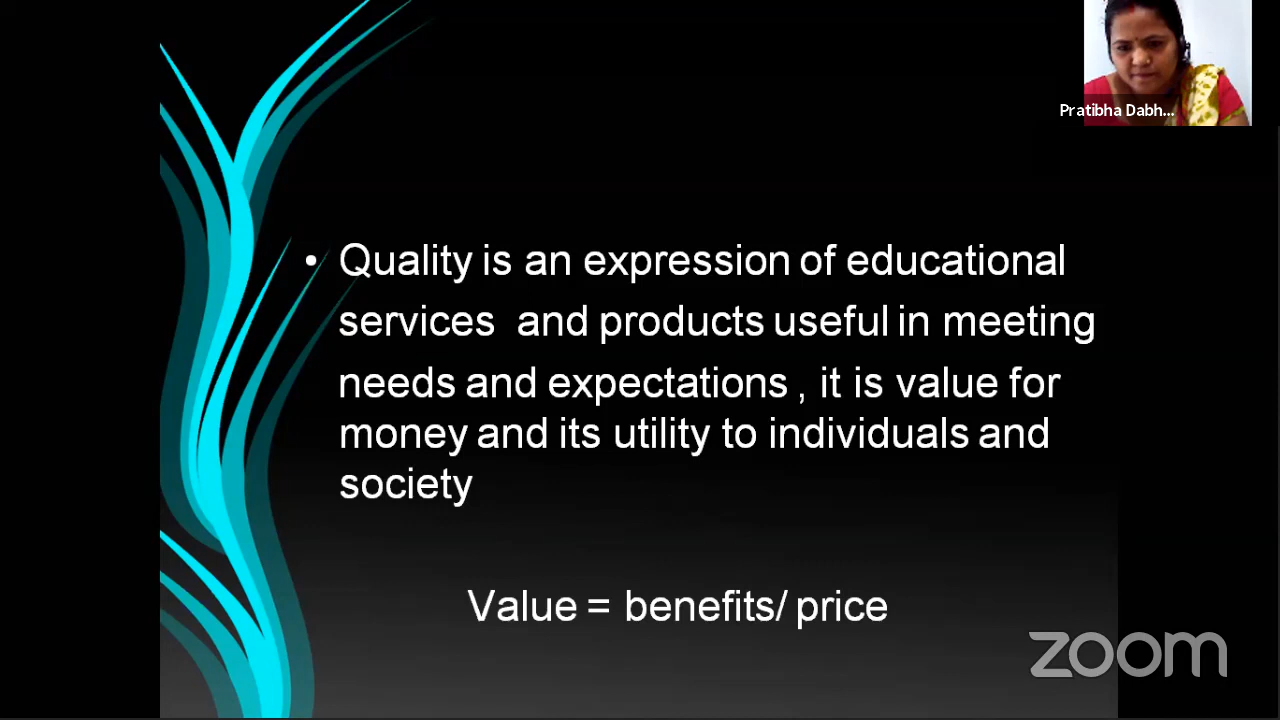 Pratibha Dabh...
• Quality is an expression of educational
services and products useful in meeting
needs and expectations , it is value for
money and its utility to individuals and
society
Value = benefits/ price
zoom